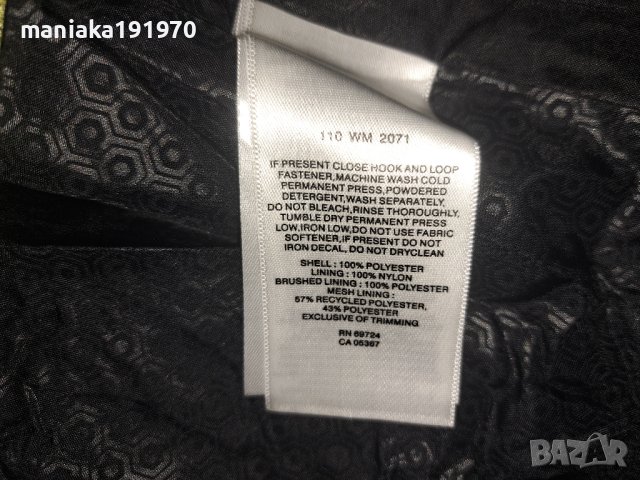 maniaka191970
110 WM 2071
IF PRESENT CLOSE HOOK AND LOOP
FASTENER, MACHINE WASH COLD
PERMANENT PRESS, POWDERED
DETERGENT, WASH SEPARATELY,
DO NOT BLEACH, RINSE THOROUGHLY,
TUMBLE DRY PERMANENT PRESS
LOW, IRON LOW, DO NOT USE FABRIC
SOFTENER, IF PRESENT DO NOT
IRON DECAL, DO NOT DRYCLEAN
SHELL : 100% POLYESTER
LINING : 100% NYLON
BRUSHED LINING : 100% POLYESTER
MESH LINING :
57% RECYCLED POLYESTER,
43% POLYESTER
EXCLUSIVE OF TRIMMING
RN 69724
CA 05367
BAZAR